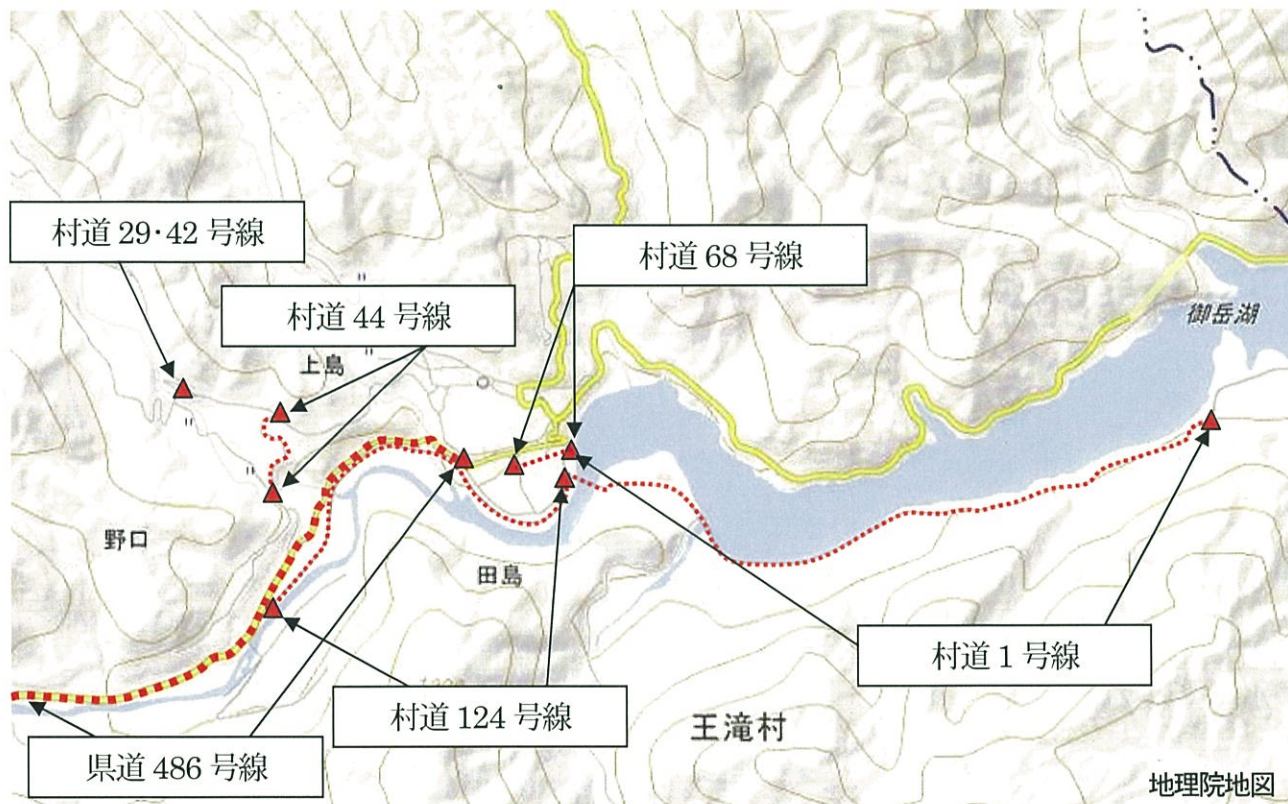 村道 29･42 号線
村道 68 号線
村道 44 号線
御岳湖
上島
野口
田島
村道 1 号線
村道 124 号線
王滝村
県道 486 号線
地理院地図